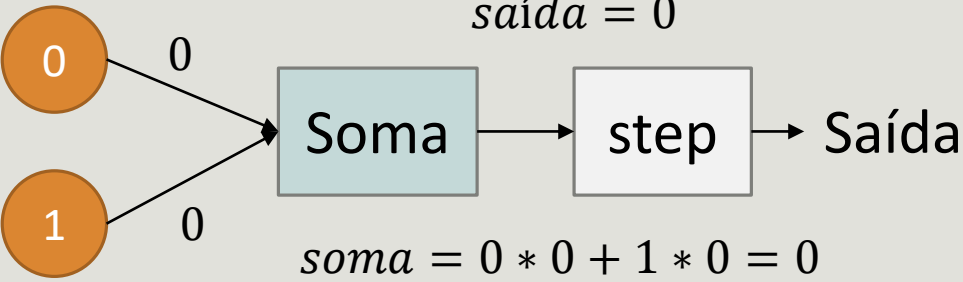 saída = 0
0
0
Soma
step
Saída
1
0
soma = 0 * 0 + 1 * 0 = 0